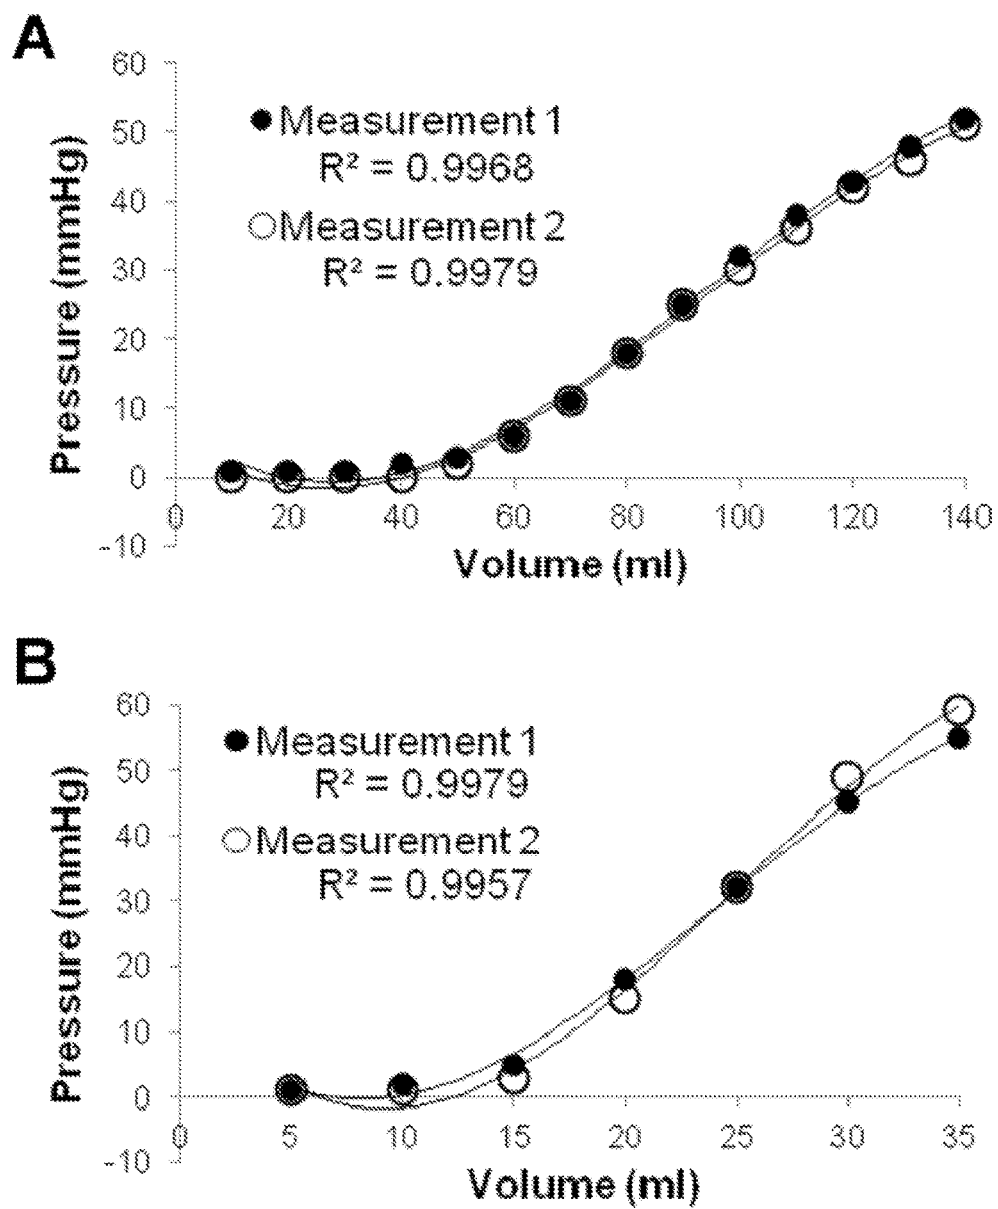 A
60
50
40
30
20
10
0
-10
Pressure (mmHg)
Measurement 1
R² = 0.9968
Measurement 2
R² = 0.9979
0 20 40 60 80 100 120 140
Volume (ml)
B
60
50
40
30
20
10
0
-10
Pressure (mmHg)
Measurement 1
R² = 0.9979
Measurement 2
R² = 0.9957
0 5 10 15 20 25 30 35
Volume (ml)